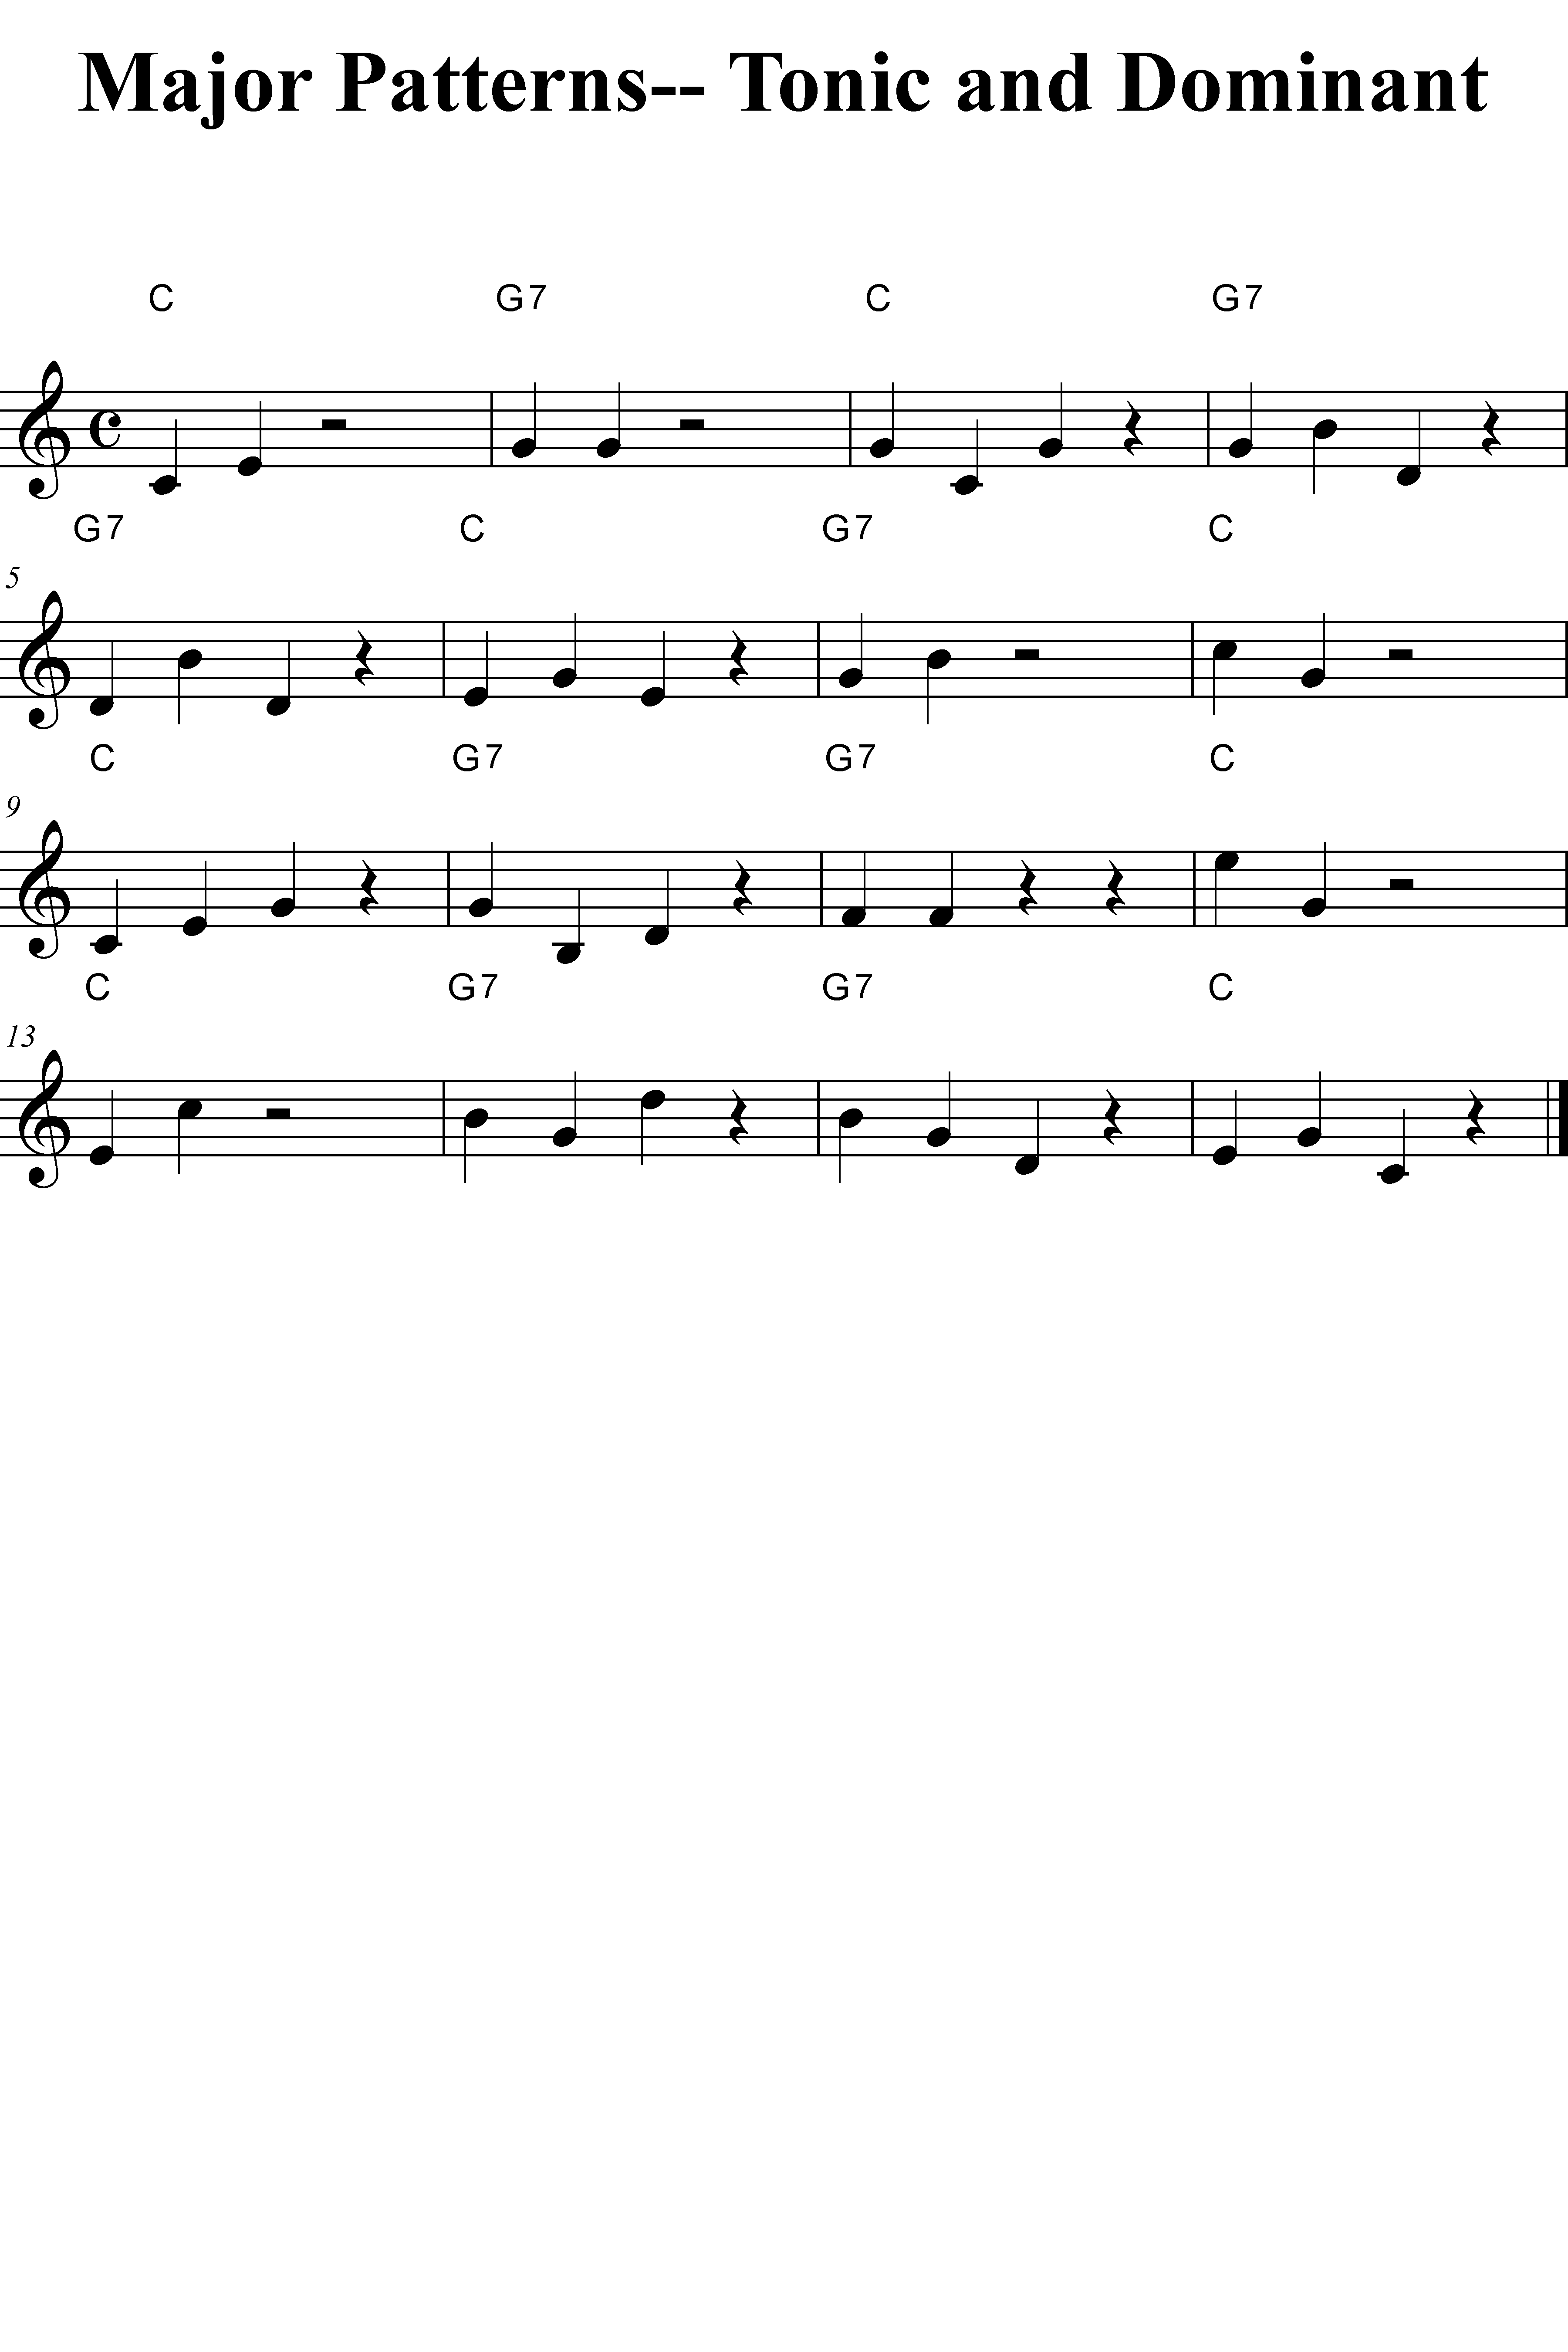 Major Patterns-- Tonic and Dominant
C G7 C G7
G7 C G7 C
5
C G7 G7 C
9
C G7 G7 C
13